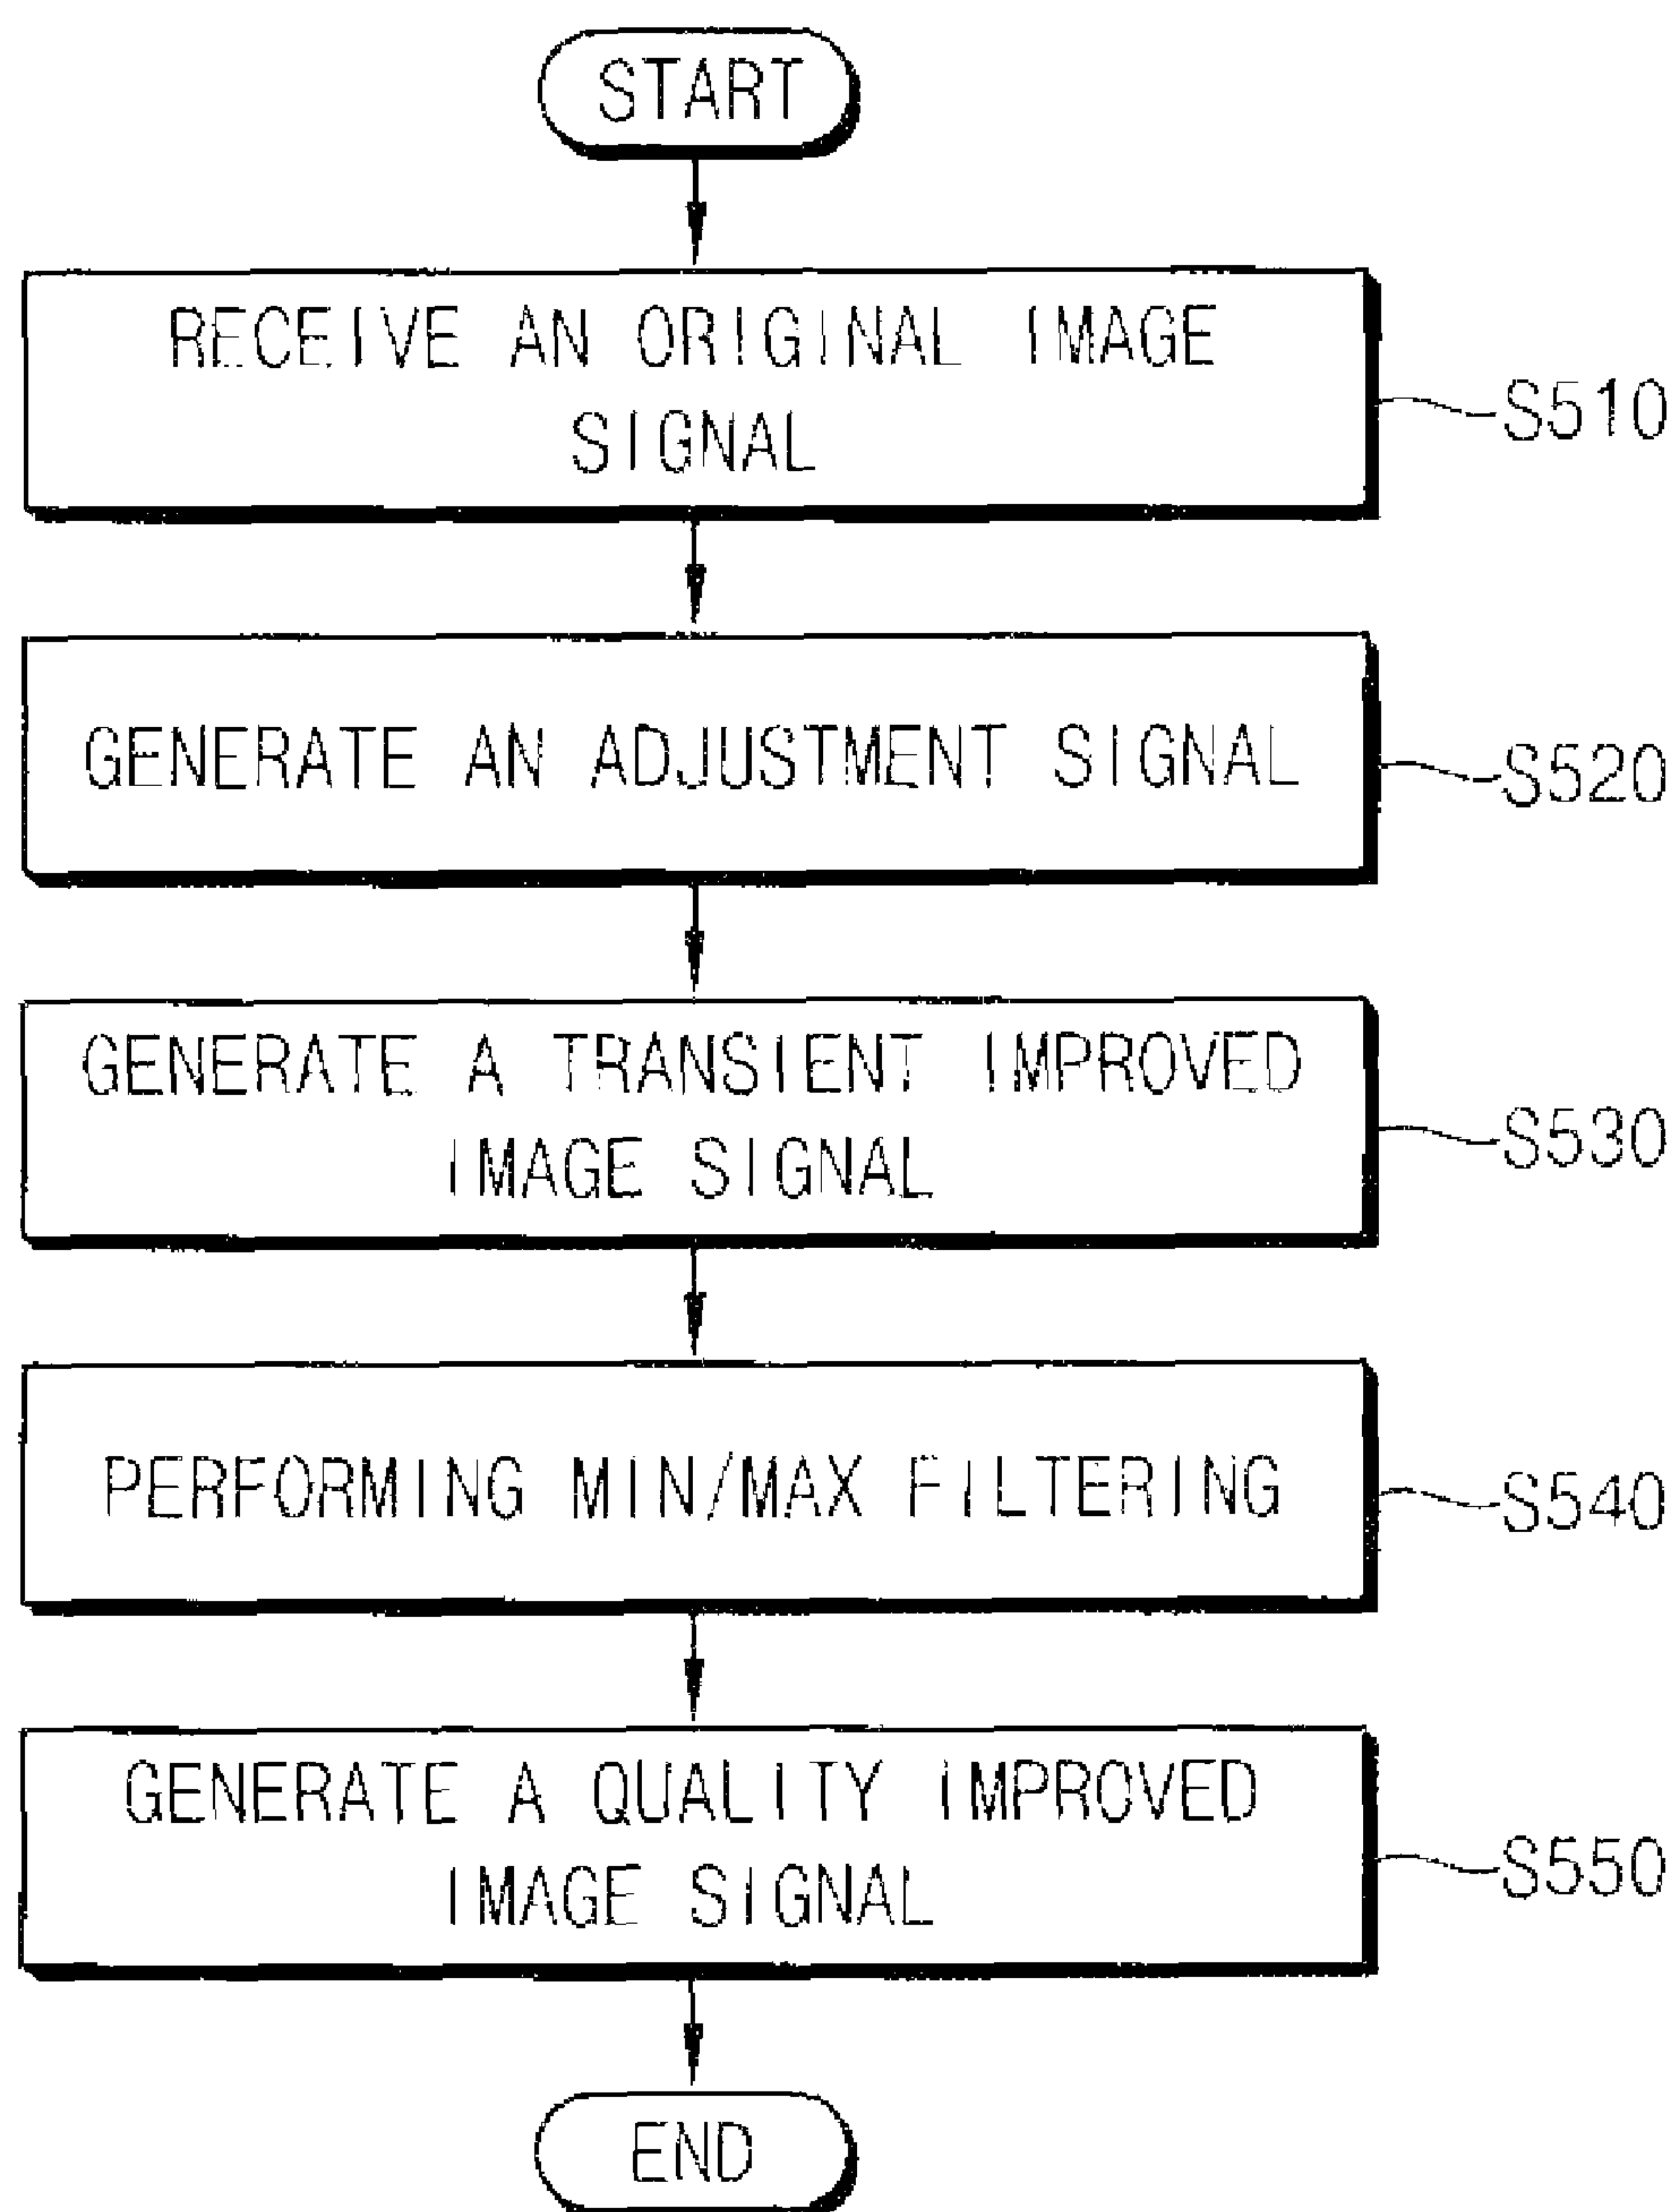 START
RECEIVE AN ORIGINAL IMAGE
SIGNAL
S510
GENERATE AN ADJUSTMENT SIGNAL
S520
GENERATE A TRANSIENT IMPROVED
IMAGE SIGNAL
S530
PERFORMING MIN/MAX FILTERING
S540
GENERATE A QUALITY IMPROVED
IMAGE SIGNAL
S550
END